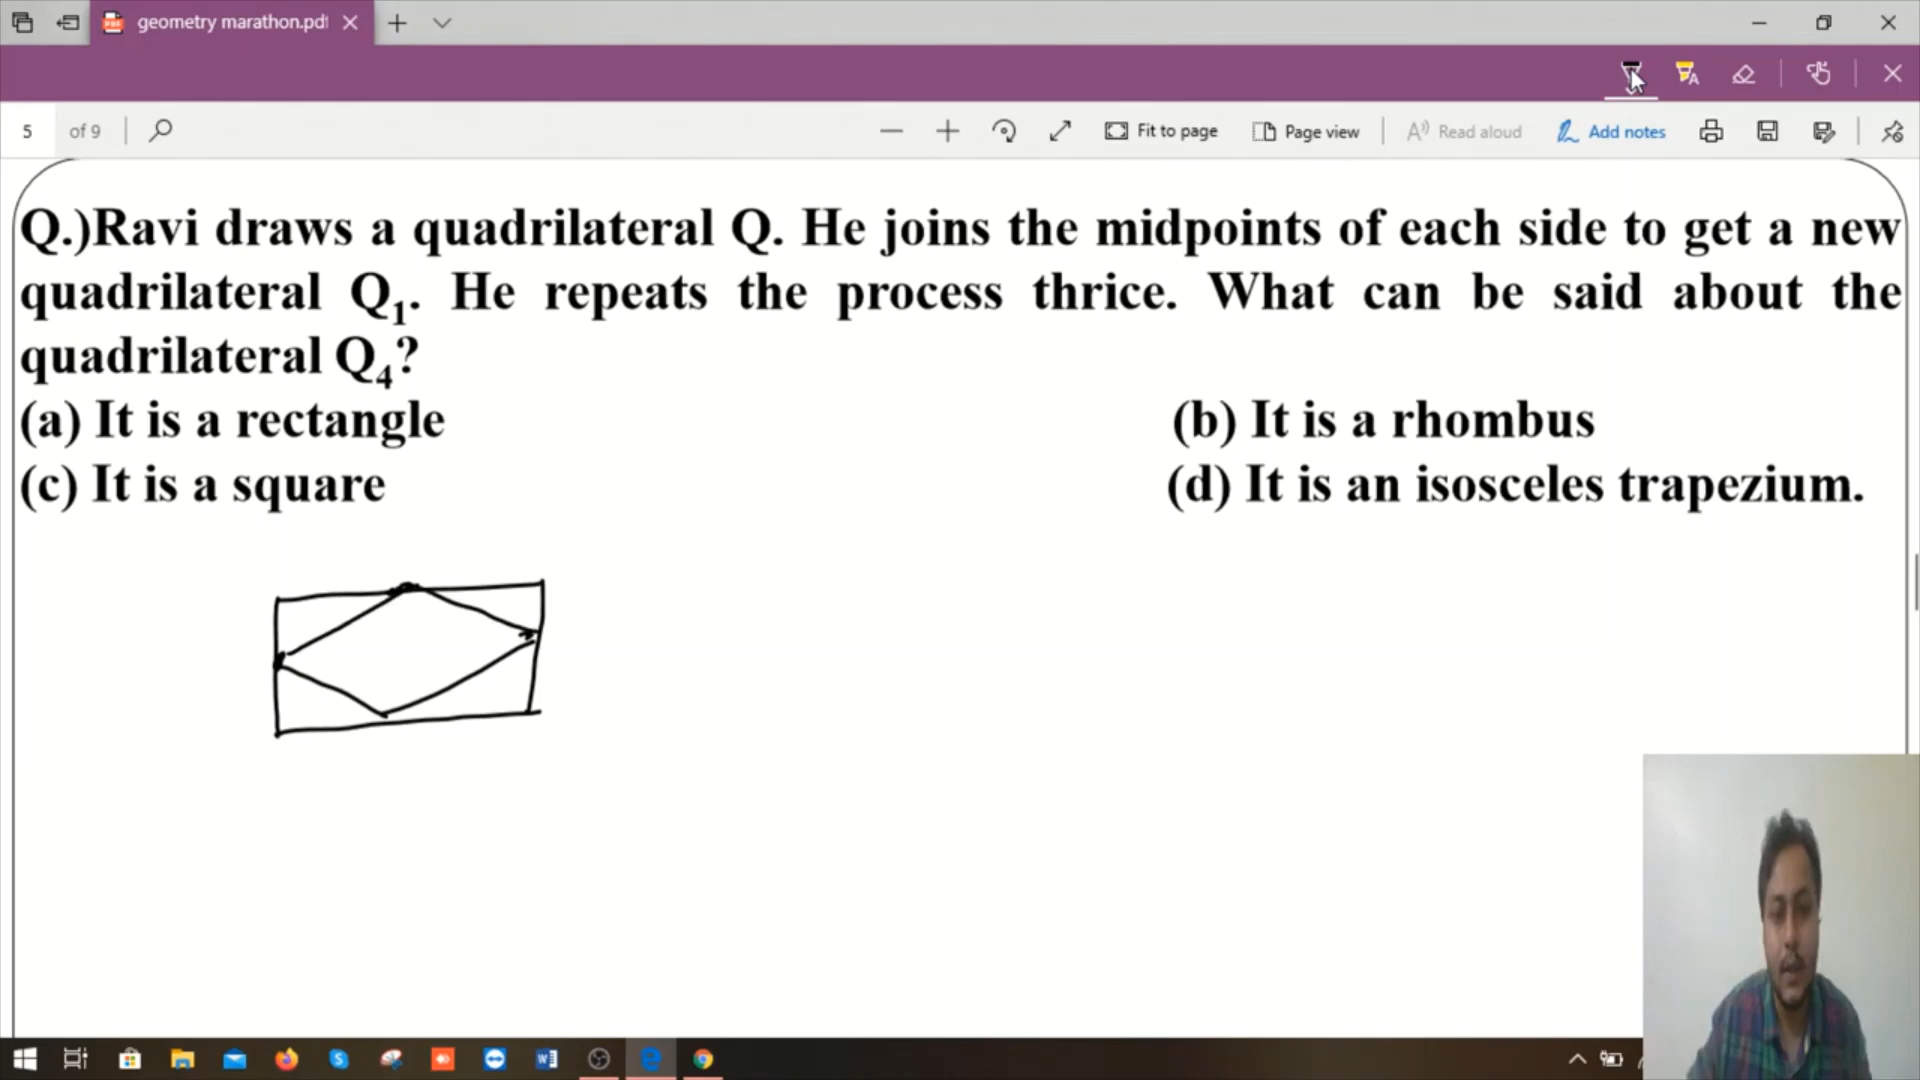 geometry marathon.pdf
5 of 9
Fit to page
Page view
Read aloud
Add notes
Q.)Ravi draws a quadrilateral Q. He joins the midpoints of each side to get a new
quadrilateral Q₁. He repeats the process thrice. What can be said about the
quadrilateral Q₄?
(a) It is a rectangle (b) It is a rhombus
(c) It is a square (d) It is an isosceles trapezium.